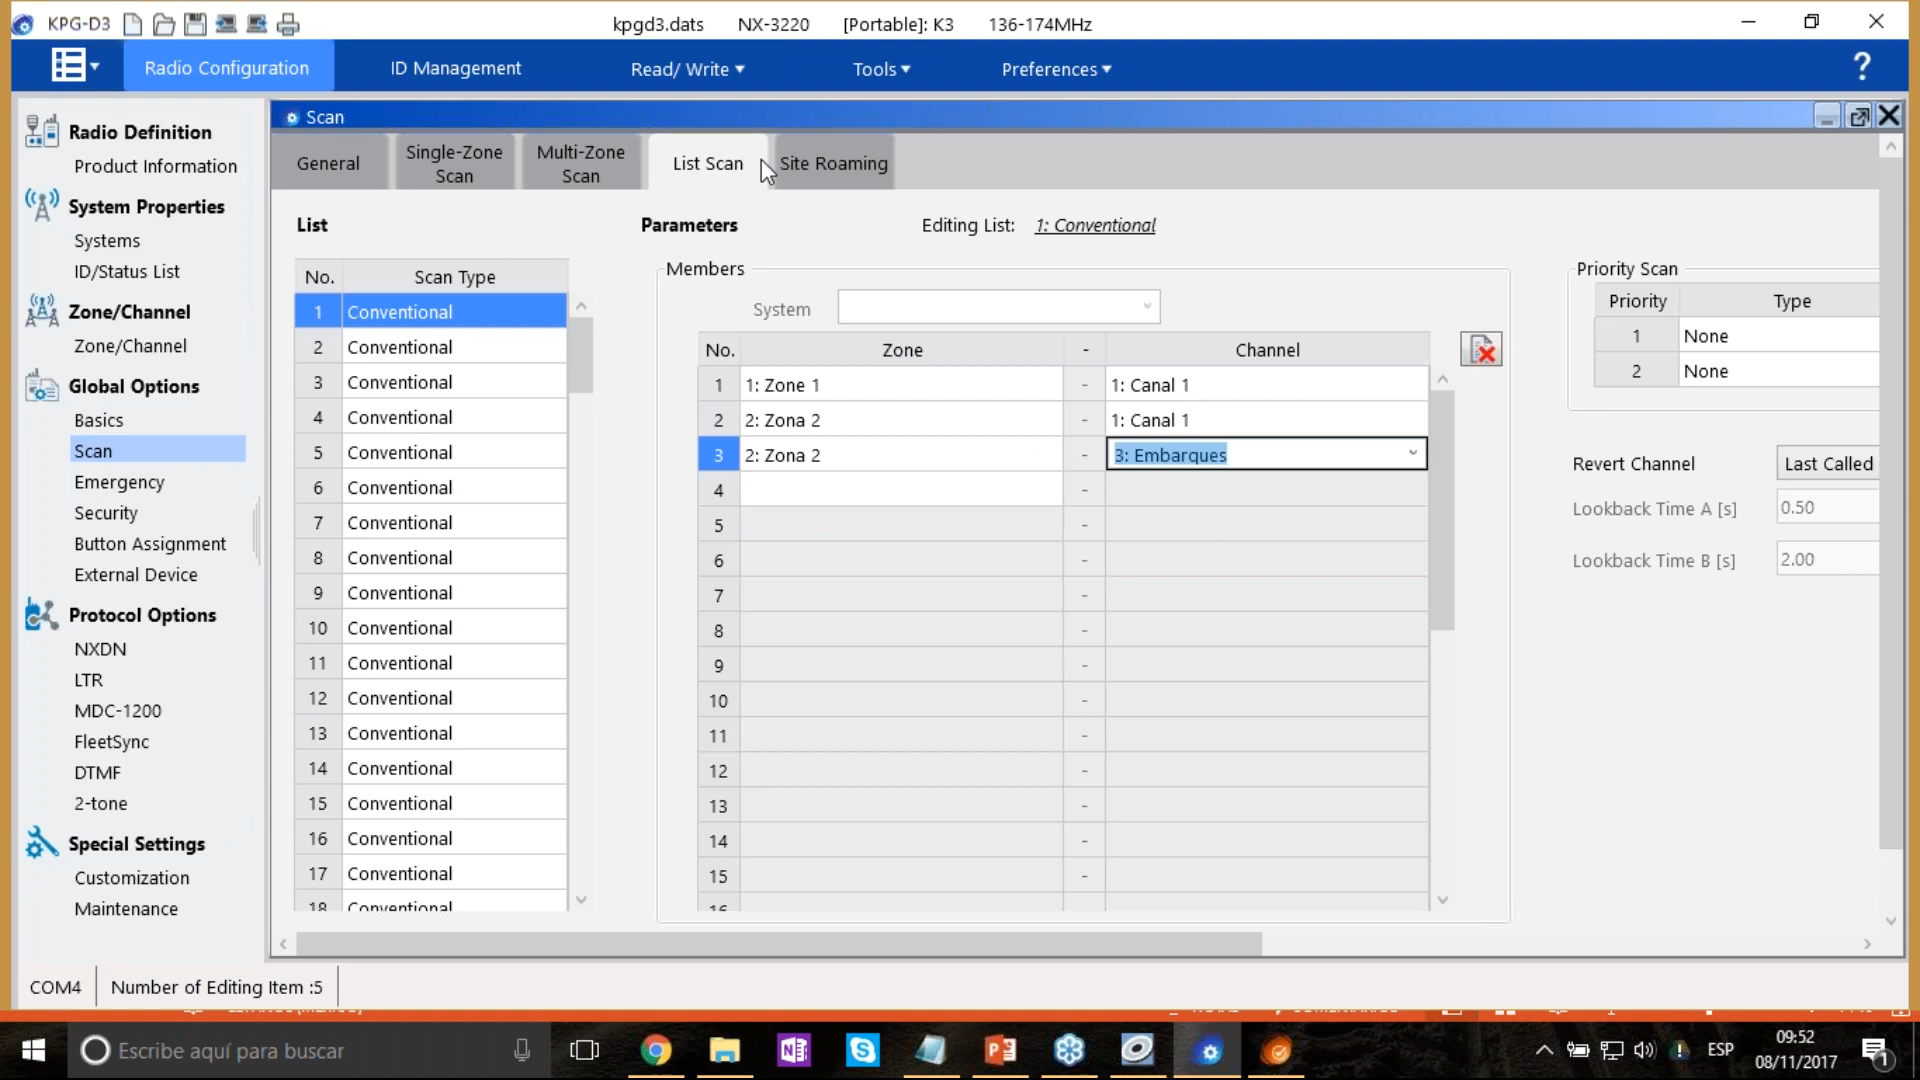 KPG-D3
kpgd3.dats NX-3220 [Portable]: K3 136-174MHz
Radio Configuration ID Management Read/ Write Tools Preferences ?
Radio Definition
Product Information
System Properties
Systems
ID/Status List
Zone/Channel
Zone/Channel
Global Options
Basics
Scan
Emergency
Security
Button Assignment
External Device
Protocol Options
NXDN
LTR
MDC-1200
FleetSync
DTMF
2-tone
Special Settings
Customization
Maintenance
Scan
General
Single-Zone
Scan
Multi-Zone
Scan
List Scan
Site Roaming
List
No. Scan Type
1 Conventional
2 Conventional
3 Conventional
4 Conventional
5 Conventional
6 Conventional
7 Conventional
8 Conventional
9 Conventional
10 Conventional
11 Conventional
12 Conventional
13 Conventional
14 Conventional
15 Conventional
16 Conventional
17 Conventional
18 Conventional
Parameters Editing List: 1: Conventional
Members
System
No. Zone - Channel
1 1: Zone 1 - 1: Canal 1
2 2: Zona 2 - 1: Canal 1
3 2: Zona 2 - 3: Embarques
4 -
5 -
6 -
7 -
8 -
9 -
10 -
11 -
12 -
13 -
14 -
15 -
16
Priority Scan
Priority Type
1 None
2 None
Revert Channel Last Called
Lookback Time A [s] 0.50
Lookback Time B [s] 2.00
COM4 Number of Editing Item :5
Escribe aquí para buscar
ESP
09:52
08/11/2017
1